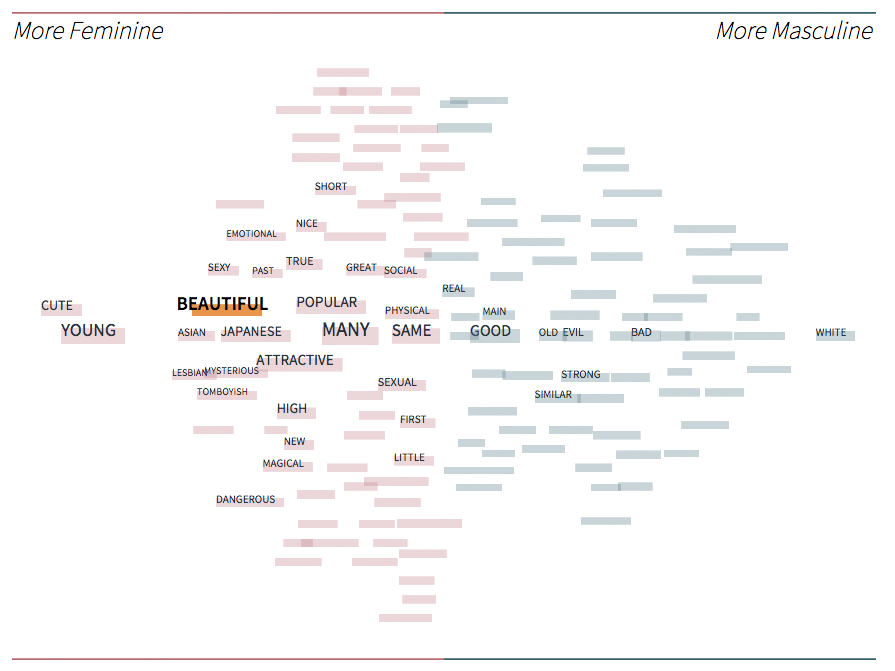 More Feminine
More Masculine
SHORT
NICE
EMOTIONAL
TRUE
SEXY
PAST
GREAT
SOCIAL
REAL
CUTE
BEAUTIFUL
POPULAR
PHYSICAL
MAIN
YOUNG
ASIAN
JAPANESE
MANY
SAME
GOOD
OLD
EVIL
BAD
WHITE
ATTRACTIVE
LESBIAN
MYSTERIOUS
STRONG
SEXUAL
TOMBOYISH
SIMILAR
HIGH
FIRST
NEW
LITTLE
MAGICAL
DANGEROUS